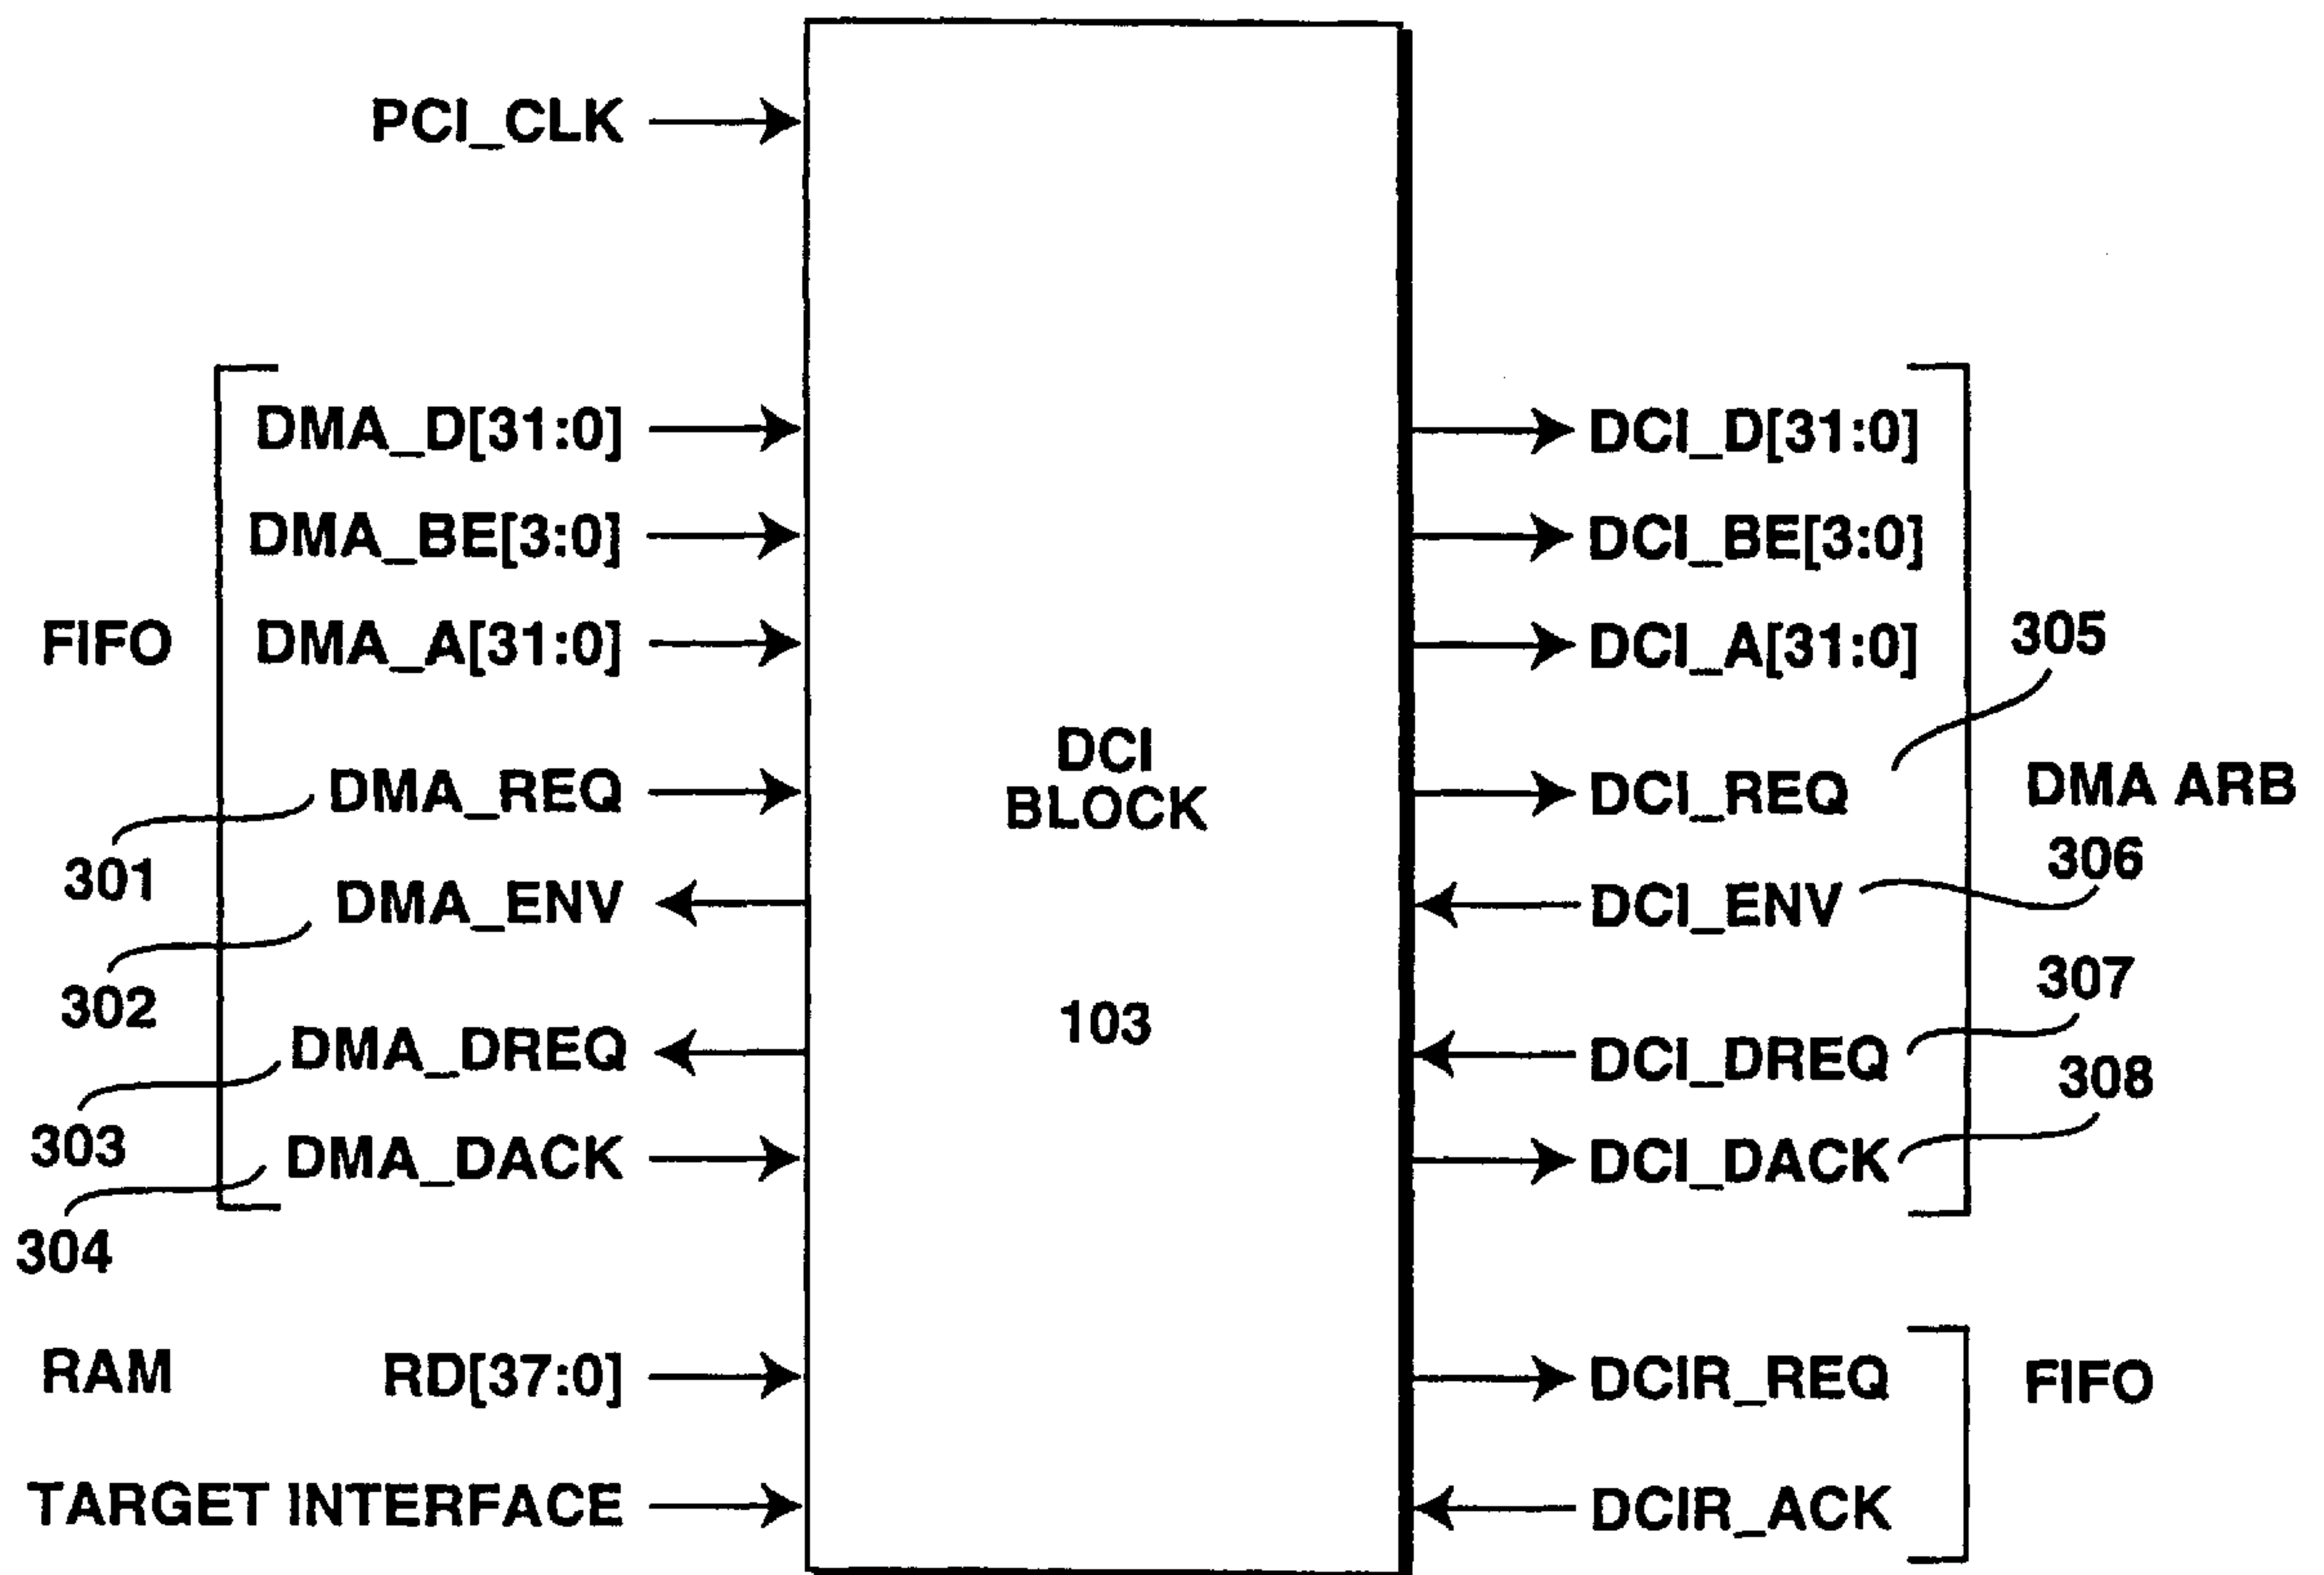 PCI_CLK
DMA_D[31:0]
DCI_D[31:0]
DMA_BE[3:0]
DCI_BE[3:0]
FIFO
DMA_A[31:0]
DCI_A[31:0]
305
DCI
BLOCK
DMA_REQ
DCI_REQ
DMA ARB
301
306
DMA_ENV
DCI_ENV
302
103
307
DMA_DREQ
DCI_DREQ
308
303
DMA_DACK
DCI_DACK
304
RAM
RD[37:0]
DCIR_REQ
FIFO
TARGET INTERFACE
DCIR_ACK